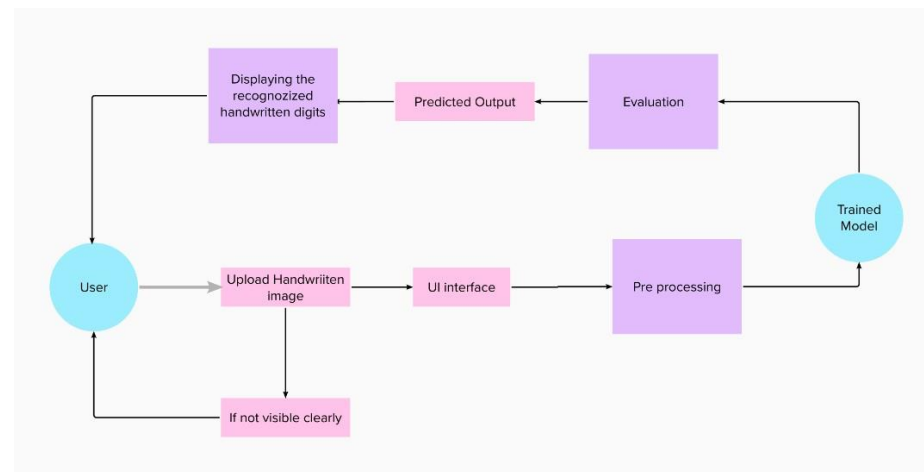 Displaying the
recognozized
handwritten digits
Predicted Output
Evaluation
Trained
Model
User
Upload Handwriiten
image
UI interface
Pre processing
If not visible clearly